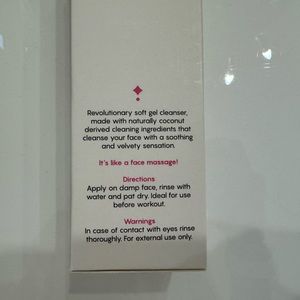 Revolutionary soft gel cleanser,
made with naturally coconut
derived cleaning ingredients that
cleanse your face with a soothing
and velvety sensation.
It's like a face massage!
Directions
Apply on damp face, rinse with
water and pat dry. Ideal for use
before workout.
Warnings
In case of contact with eyes rinse
thoroughly. For external use only.